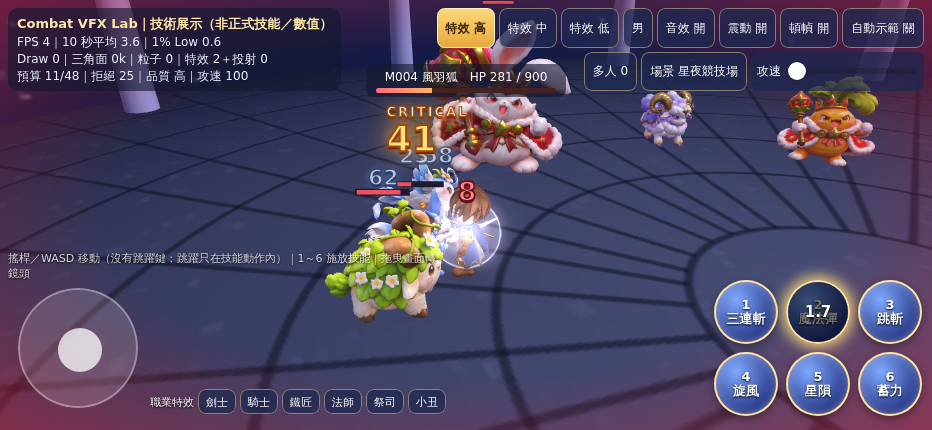 Combat VFX Lab｜技術展示（非正式技能／數值）
FPS 4｜10 秒平均 3.6｜1% Low 0.6
Draw 0｜三角面 0k｜粒子 0｜特效 2＋投射 0
預算 11/48｜拒絕 25｜品質 高｜攻速 100
特效 高
特效 中
特效 低
男
音效 開
震動 開
頓幀 開
自動示範 關
多人 0
場景 星夜競技場
攻速
M004 風羽狐 HP 281 / 900
CRITICAL
41
62
8
搖桿／WASD 移動（沒有跳躍鍵；跳躍只在技能動作內）｜1～6 施放技能｜拖曳畫面轉
鏡頭
1
三連斬
2
魔法彈
1.7
3
跳斬
4
旋風
5
星隕
6
蓄力
職業特效
劍士
騎士
鐵匠
法師
祭司
小丑